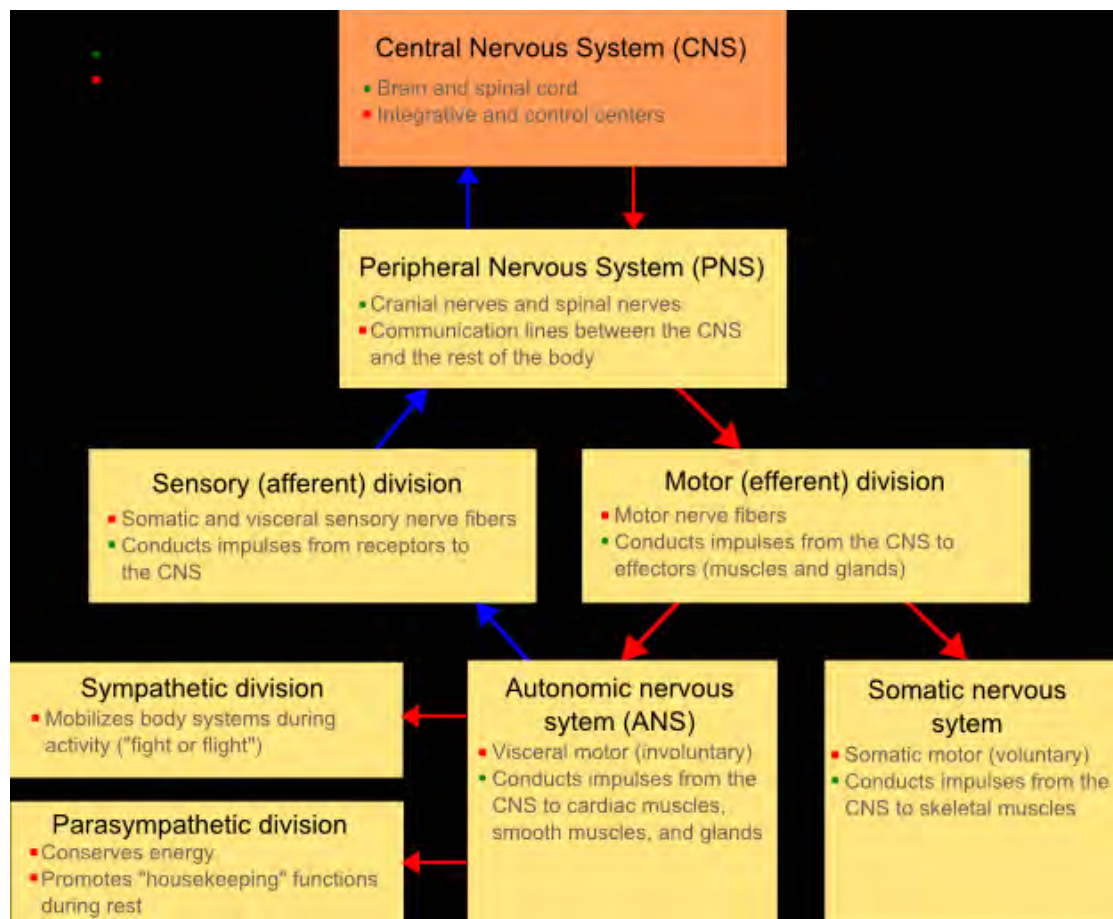 Central Nervous System (CNS)
Brain and spinal cord
Integrative and control centers
Peripheral Nervous System (PNS)
Cranial nerves and spinal nerves
Communication lines between the CNS
and the rest of the body
Sensory (afferent) division
Somatic and visceral sensory nerve fibers
Conducts impulses from receptors to
the CNS
Motor (efferent) division
Motor nerve fibers
Conducts impulses from the CNS to
effectors (muscles and glands)
Sympathetic division
Mobilizes body systems during
activity ("fight or flight")
Autonomic nervous
sytem (ANS)
Visceral motor (involuntary)
Conducts impulses from the
CNS to cardiac muscles,
smooth muscles, and glands
Somatic nervous
sytem
Somatic motor (voluntary)
Conducts impulses from the
CNS to skeletal muscles
Parasympathetic division
Conserves energy
Promotes "housekeeping" functions
during rest